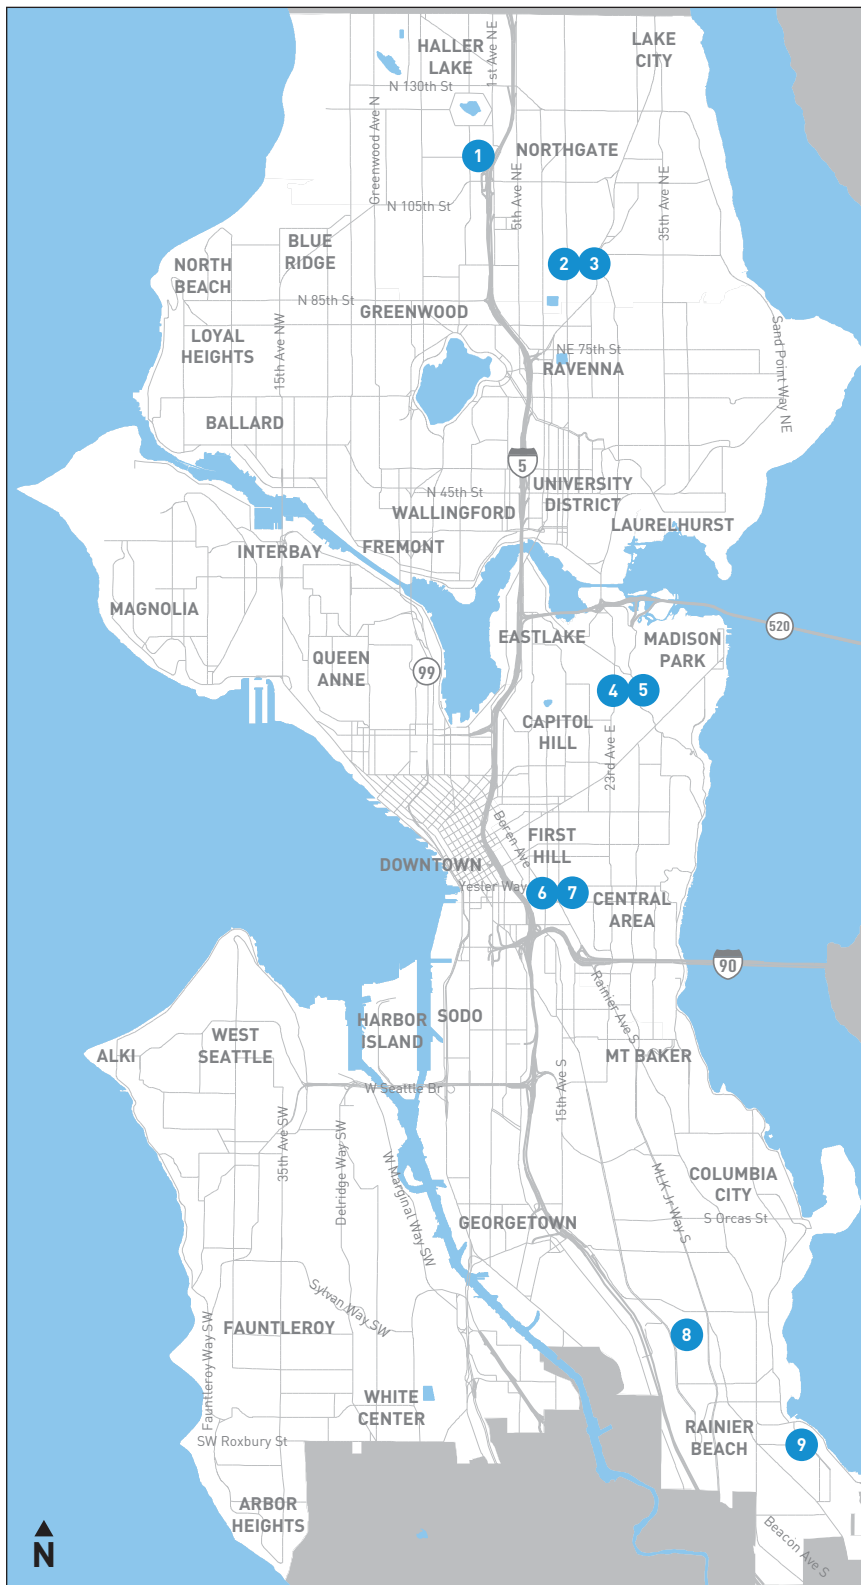 HALLER
LAKE
1st Ave NE
LAKE
CITY
N 130th St
Greenwood Ave N
1
NORTHGATE
5th Ave NE
35th Ave NE
N 105th St
BLUE
RIDGE
NORTH
BEACH
2
3
N 85th St
GREENWOOD
LOYAL
HEIGHTS
15th Ave NW
NE 75th St
RAVENNA
Sand Point Way NE
BALLARD
5
N 45th St
UNIVERSITY
DISTRICT
WALLINGFORD
LAURELHURST
INTERBAY
FREMONT
MAGNOLIA
520
EASTLAKE
MADISON
PARK
QUEEN
ANNE
99
4
5
CAPITOL
HILL
23rd Ave E
Boren Ave
FIRST
HILL
DOWNTOWN
Yesler Way
6
7
CENTRAL
AREA
90
Rainier Ave S
HARBOR
ISLAND
SODO
WEST
SEATTLE
ALKI
MT BAKER
W Seattle Br
15th Ave S
35th Ave SW
Delridge Way SW
W Marginal Way SW
MLK Jr Way S
COLUMBIA
CITY
S Orcas St
GEORGETOWN
Sylvan Way SW
FAUNTLEROY
Fauntleroy Way SW
8
WHITE
CENTER
RAINIER
BEACH
9
SW Roxbury St
ARBOR
HEIGHTS
Beacon Ave S
N